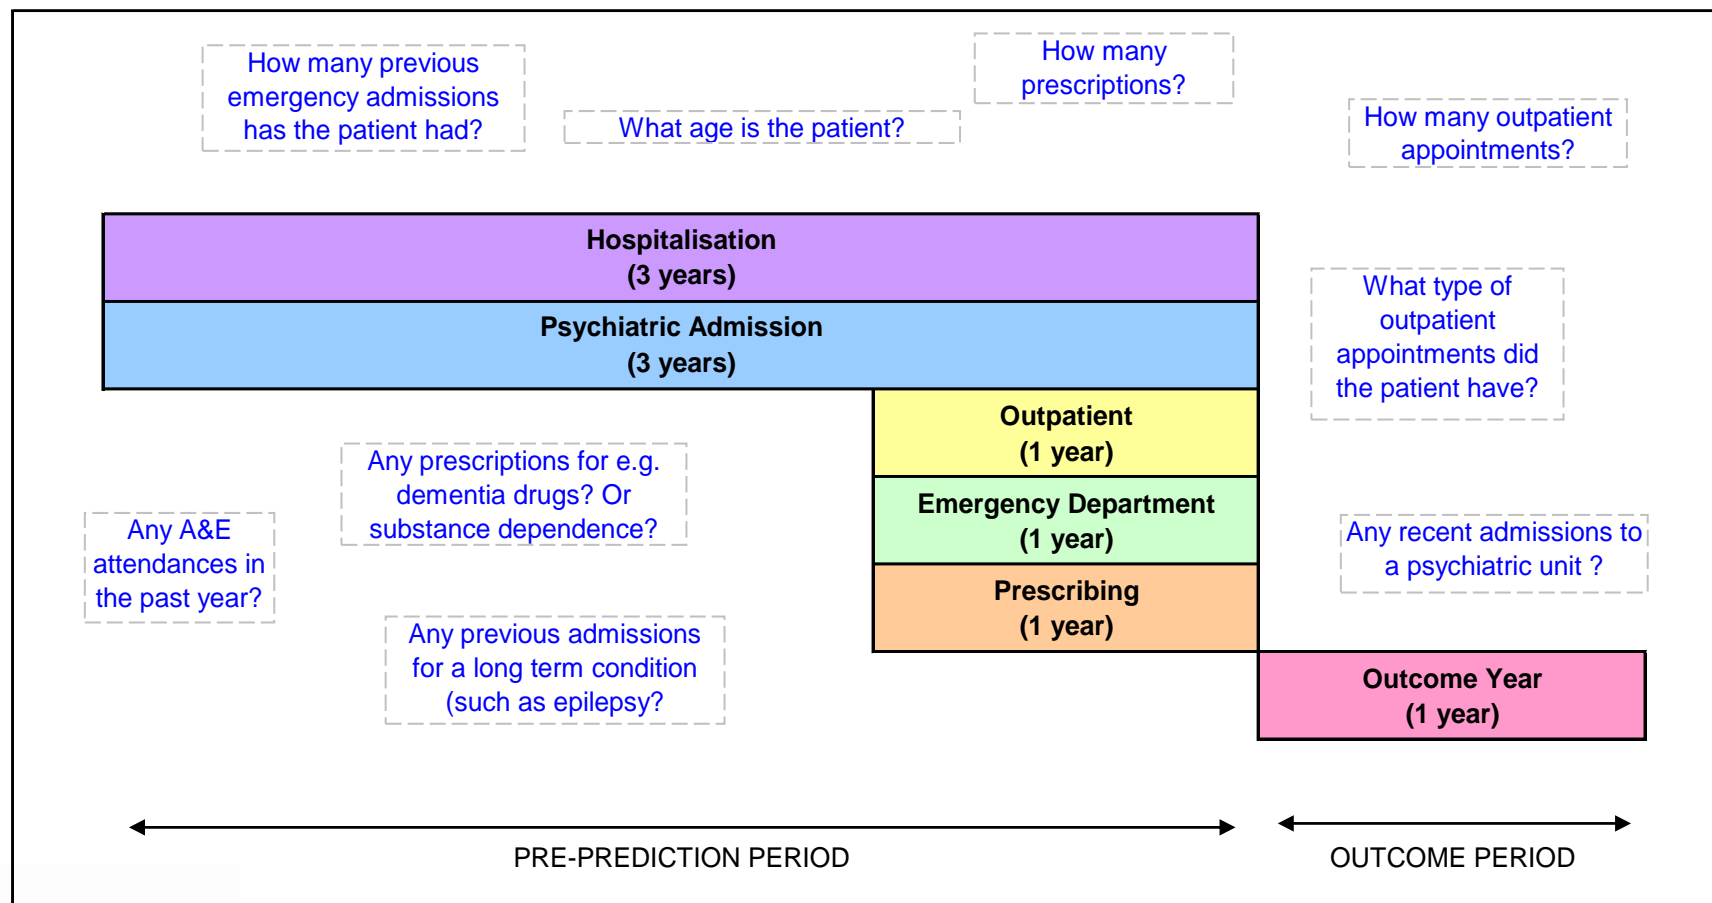 How many previous
emergency admissions
has the patient had?
What age is the patient?
How many
prescriptions?
How many outpatient
appointments?
Hospitalisation
(3 years)
Psychiatric Admission
(3 years)
What type of
outpatient
appointments did
the patient have?
Outpatient
(1 year)
Any prescriptions for e.g.
dementia drugs? Or
substance dependence?
Emergency Department
(1 year)
Any A&E
attendances in
the past year?
Any recent admissions to
a psychiatric unit ?
Prescribing
(1 year)
Any previous admissions
for a long term condition
(such as epilepsy?
Outcome Year
(1 year)
PRE-PREDICTION PERIOD
OUTCOME PERIOD